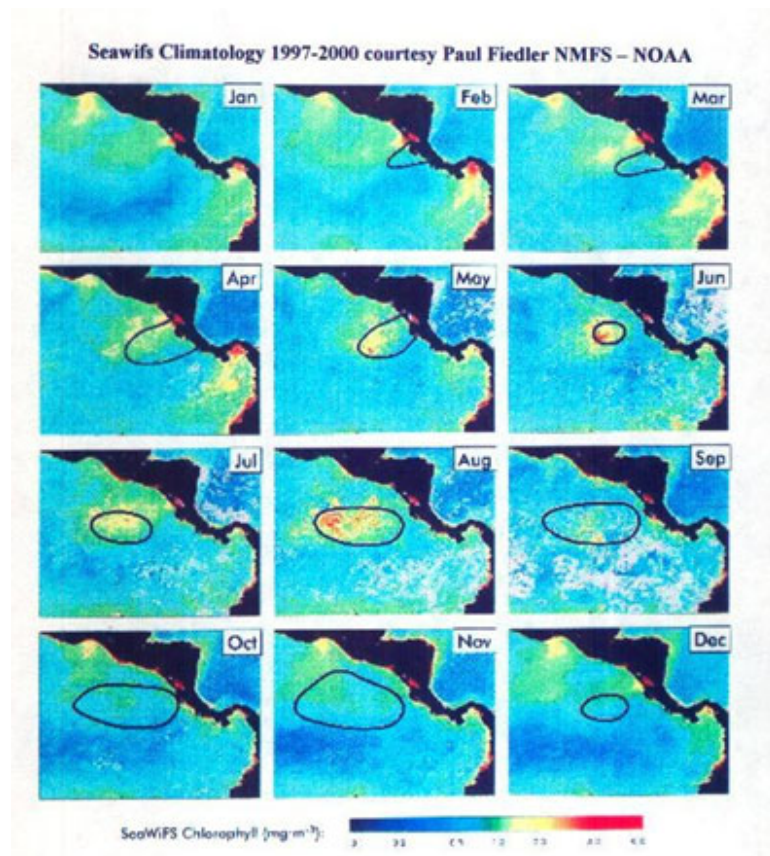 Seawifs Climatology 1997-2000 courtesy Paul Fiedler NMFS – NOAA
Jan
Feb
Mar
Apr
May
Jun
Jul
Aug
Sep
Oct
Nov
Dec
SeaWiFS Chlorophyll (mg·m⁻³):